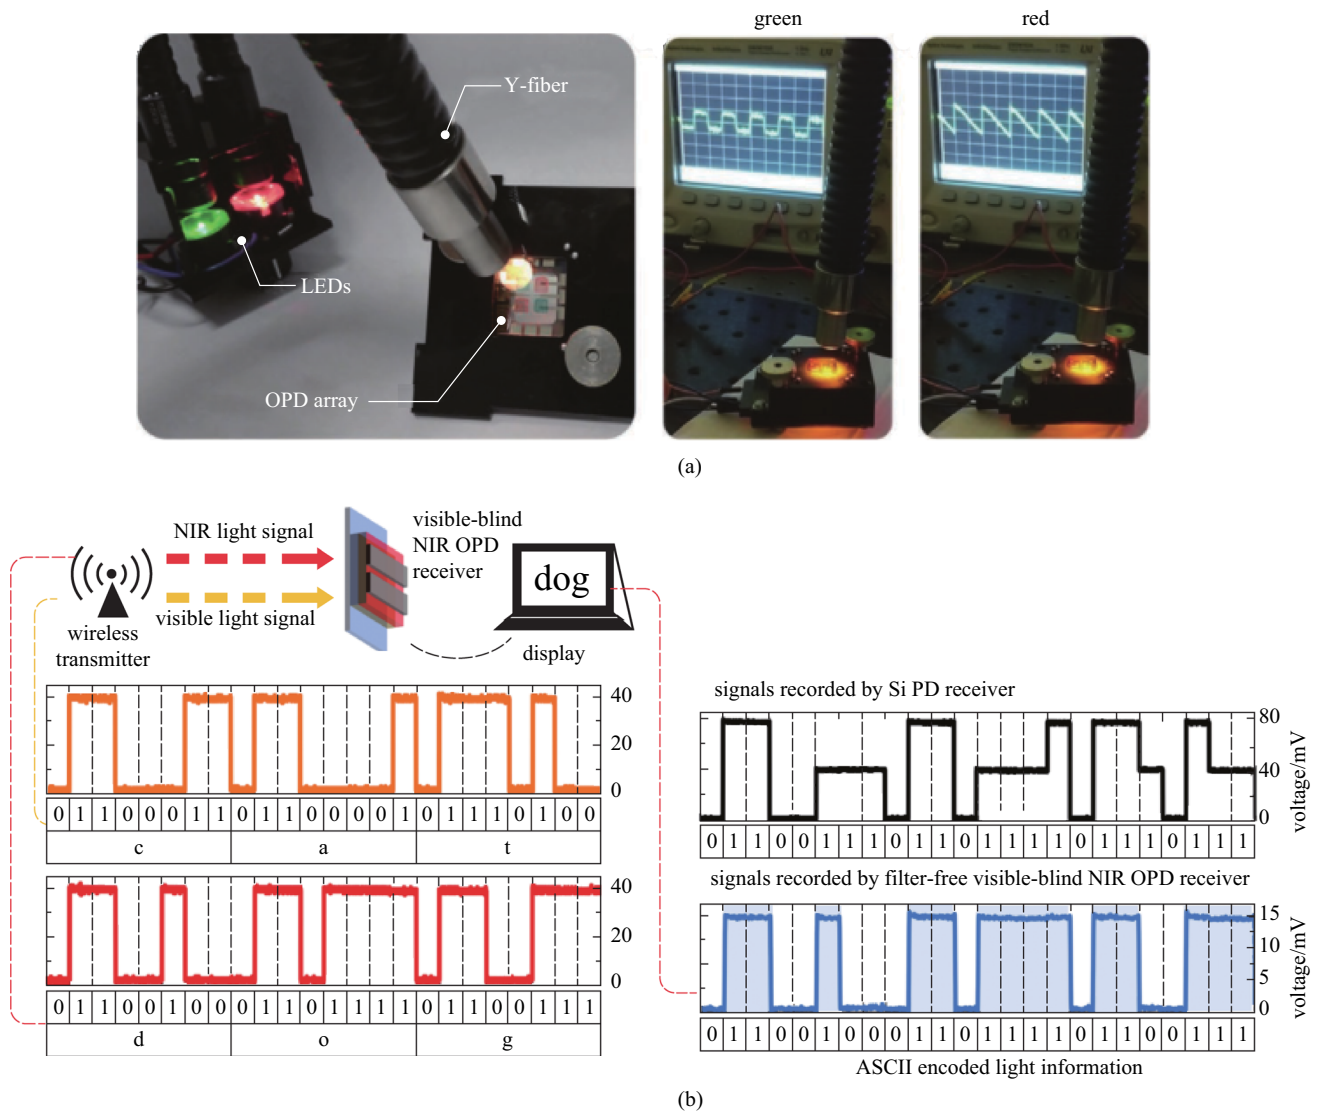 green
red
Y-fiber
LEDs
OPD array
(a)
NIR light signal
visible light signal
wireless
transmitter
visible-blind
NIR OPD
receiver
dog
display
40
20
0
0 1 1 0 0 0 1 1 0 1 1 0 0 0 0 1 0 1 1 1 0 1 0 0
c a t
40
20
0
0 1 1 0 0 1 0 0 0 1 1 0 1 1 1 1 0 1 1 0 0 1 1 1
d o g
signals recorded by Si PD receiver
80
40
0
voltage/mV
0 1 1 0 0 1 1 1 0 1 1 0 1 1 1 1 0 1 1 1 0 1 1 1
signals recorded by filter-free visible-blind NIR OPD receiver
15
10
5
0
voltage/mV
0 1 1 0 0 1 0 0 0 1 1 0 1 1 1 1 0 1 1 0 0 1 1 1
ASCII encoded light information
(b)